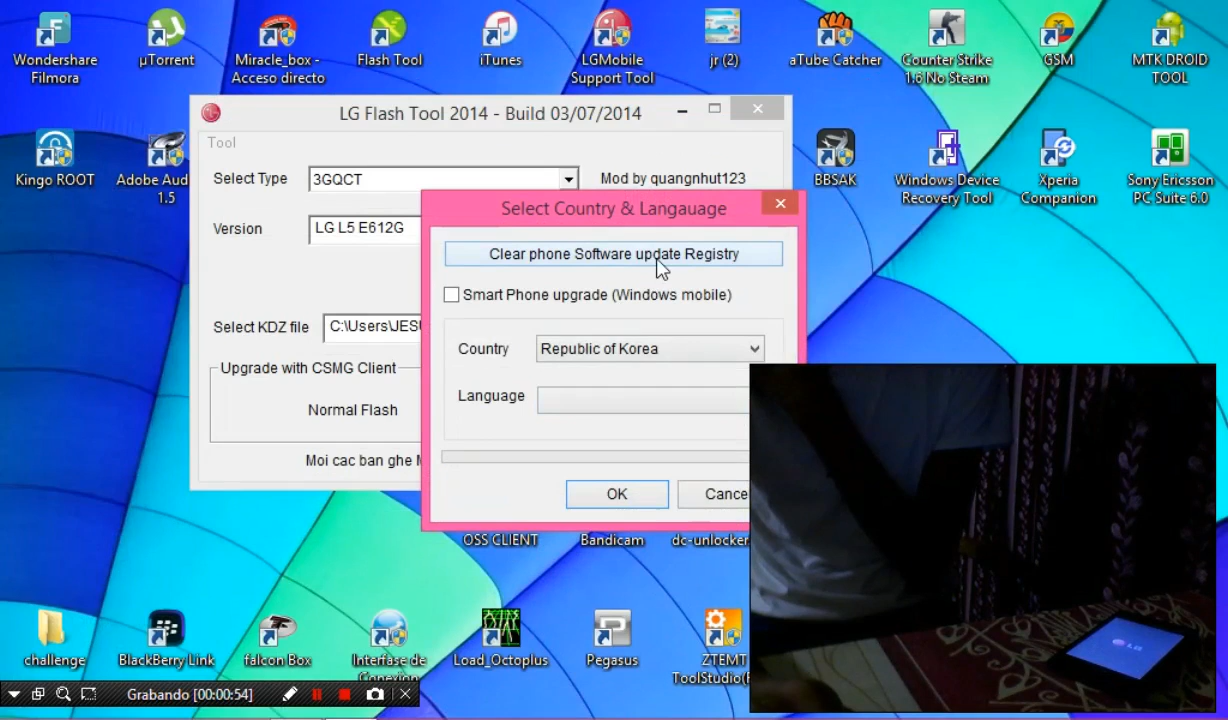 Wondershare
Filmora
µTorrent
Miracle_box -
Acceso directo
Flash Tool
iTunes
LGMobile
Support Tool
jr (2)
aTube Catcher
Counter Strike
1.6 No Steam
GSM
MTK DROID
TOOL
Kingo ROOT
Adobe Aud
1.5
BBSAK
Windows Device
Recovery Tool
Xperia
Companion
Sony Ericsson
PC Suite 6.0
LG Flash Tool 2014 - Build 03/07/2014
Tool
Select Type
3GQCT
Mod by quangnhut123
Version
LG L5 E612G
Select KDZ file
C:\Users\JESU
Upgrade with CSMG Client
Normal Flash
Moi cac ban ghe
Select Country & Langauage
Clear phone Software update Registry
Smart Phone upgrade (Windows mobile)
Country
Republic of Korea
Language
OK
Cance
OSS CLIENT
Bandicam
dc-unlocker
challenge
BlackBerry Link
falcon Box
Interfase de
Conexion
Load_Octoplus
Pegasus
ZTEMT
ToolStudio(
LG
Grabando [00:00:54]